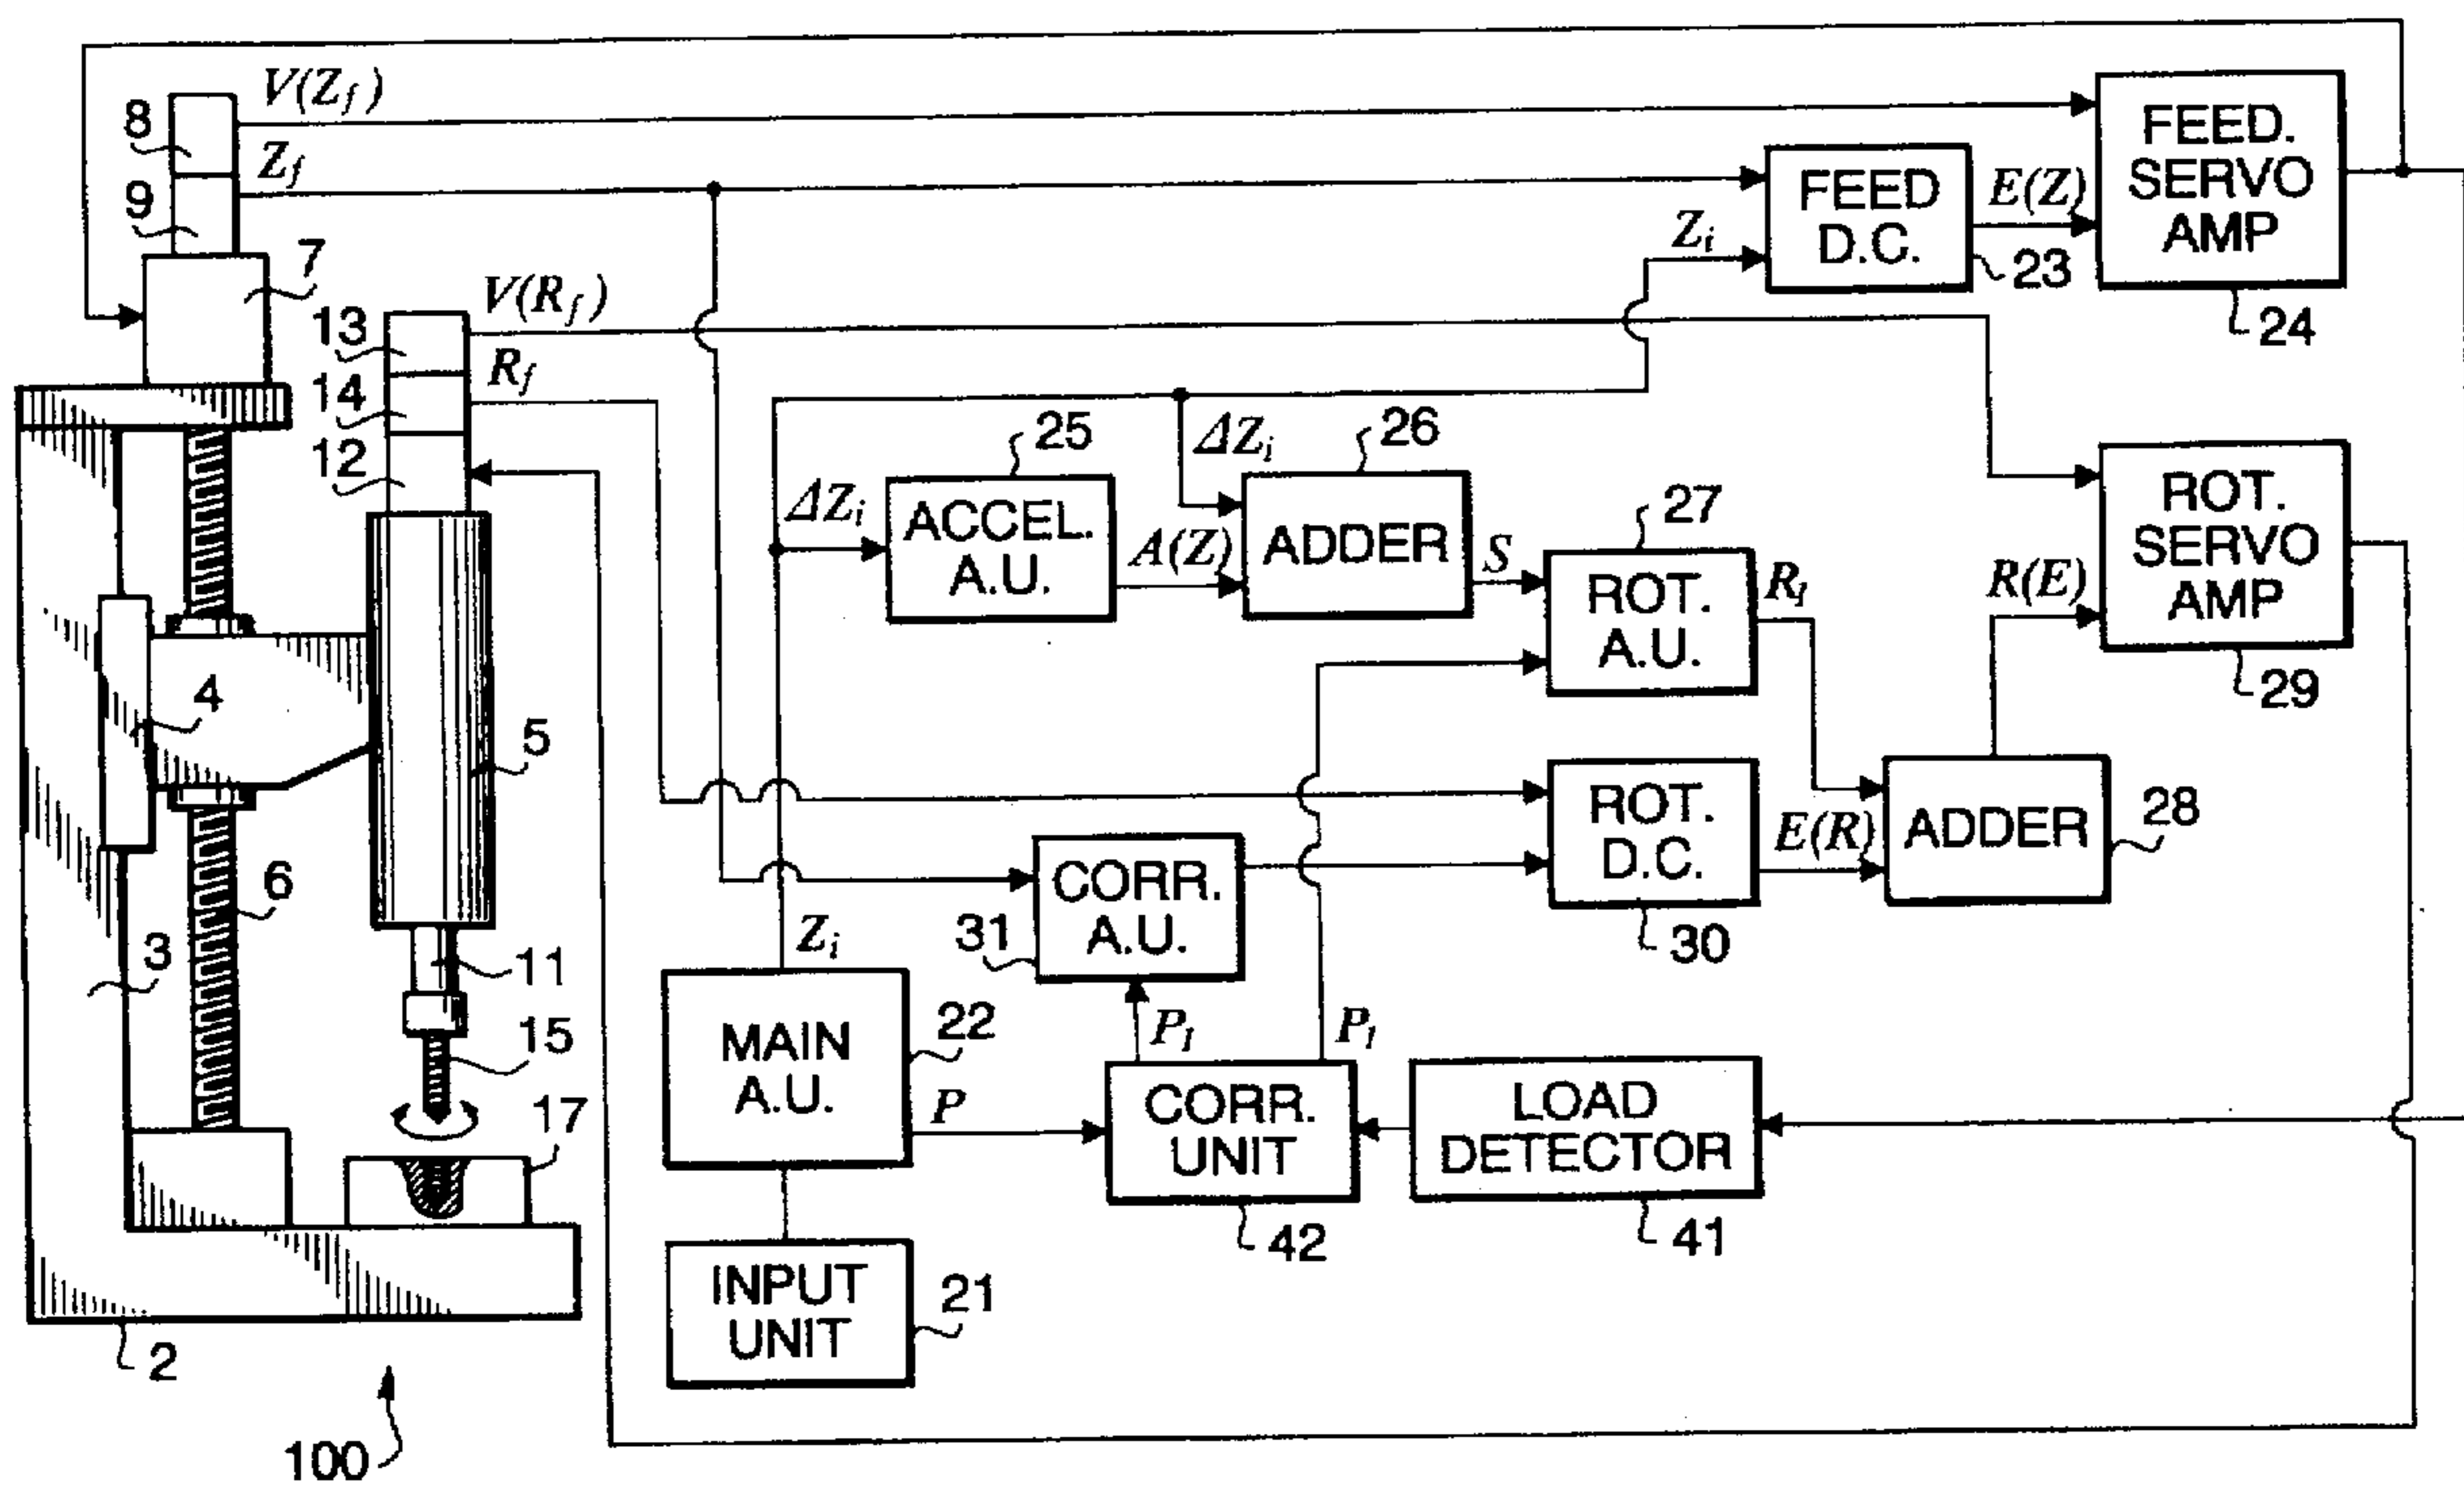 V(Zf)
8
Zf
9
7
FEED.
SERVO
AMP
24
FEED
D.C.
23
E(Z)
Zi
V(Rf)
13
Rf
14
12
25
ΔZi
26
ΔZi
ACCEL.
A.U.
A(Z)
ADDER
S
27
ROT.
A.U.
R1
R(E)
ROT.
SERVO
AMP
29
4
5
6
3
ROT.
D.C.
30
E(R)
ADDER
28
CORR.
A.U.
31
Zi
11
15
17
MAIN
A.U.
22
P
P1
P1
CORR.
UNIT
42
LOAD
DETECTOR
41
INPUT
UNIT
21
2
100